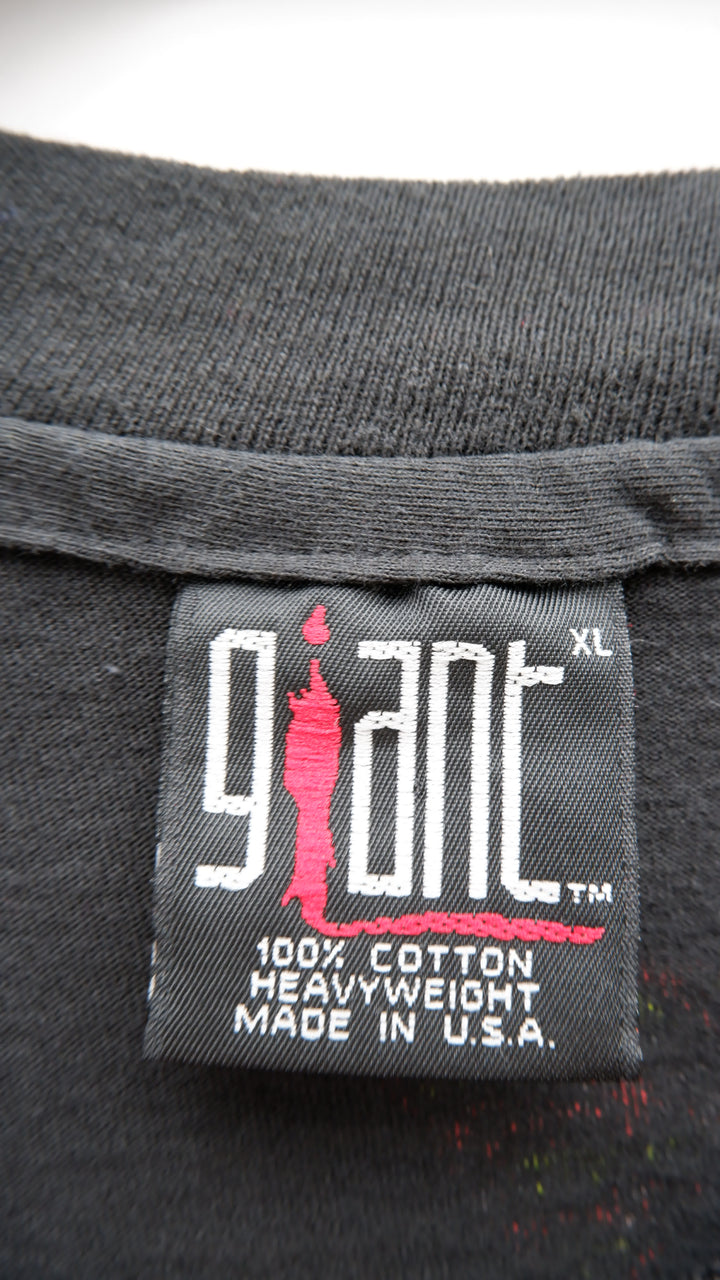 giant XL
TM
100% COTTON
HEAVYWEIGHT
MADE IN U.S.A.